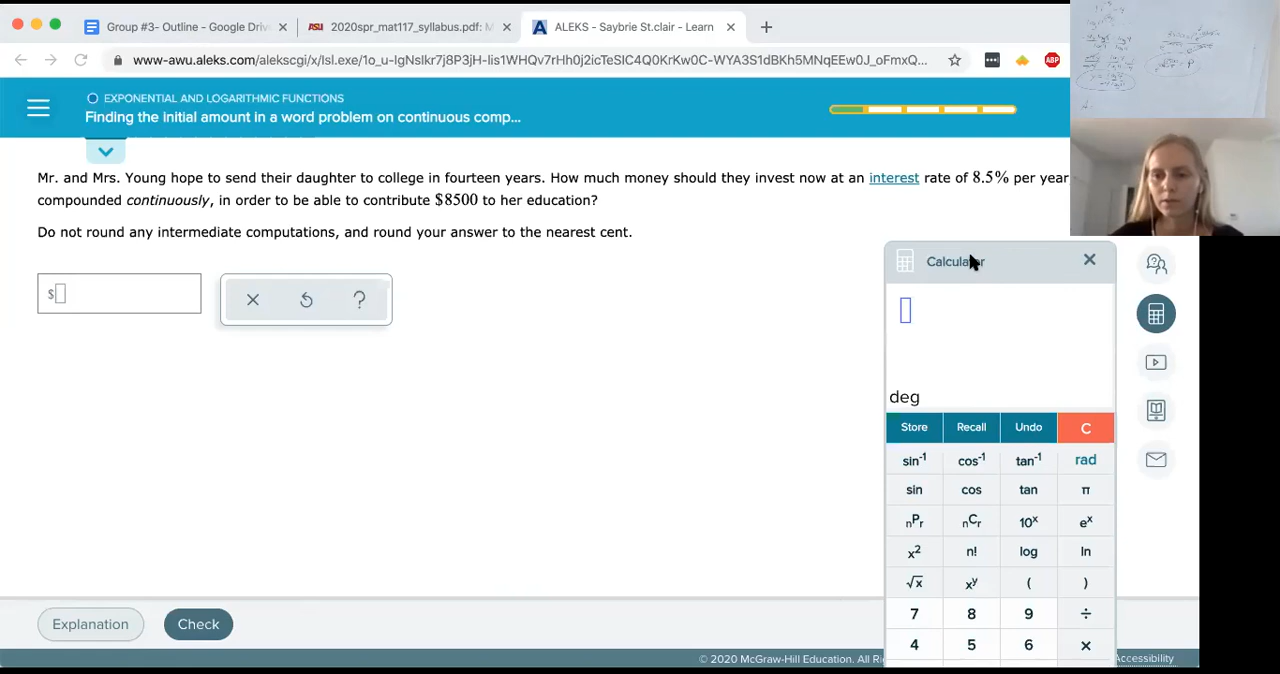 Group #3- Outline - Google Driv
2020spr_mat117_syllabus.pdf: M
ALEKS - Saybrie St.clair - Learn
www-awu.aleks.com/alekscgi/x/Isl.exe/1o_u-IgNsIkr7j8P3jH-lis1WHQv7rHh0j2icTeSIC4Q0KrKw0C-WYA3S1dBKh5MNqEEw0J_oFmxQ...
ABP
EXPONENTIAL AND LOGARITHMIC FUNCTIONS
Finding the initial amount in a word problem on continuous comp...
Mr. and Mrs. Young hope to send their daughter to college in fourteen years. How much money should they invest now at an interest rate of 8.5% per year
compounded continuously, in order to be able to contribute $8500 to her education?
Do not round any intermediate computations, and round your answer to the nearest cent.
$
?
Calculator
deg
Store Recall Undo C
sin⁻¹ cos⁻¹ tan⁻¹ rad
sin cos tan π
nPr nCr 10ˣ eˣ
x² n! log ln
√x xʸ ( )
7 8 9 ÷
4 5 6 ×
Explanation
Check
© 2020 McGraw-Hill Education. All Ri
Accessibility